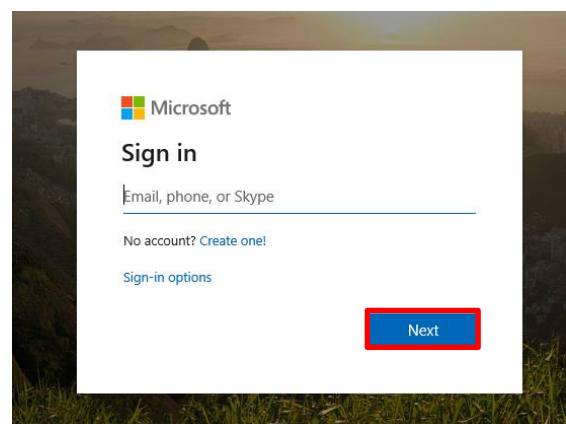 Microsoft
Sign in
Email, phone, or Skype
No account? Create one!
Sign-in options
Next